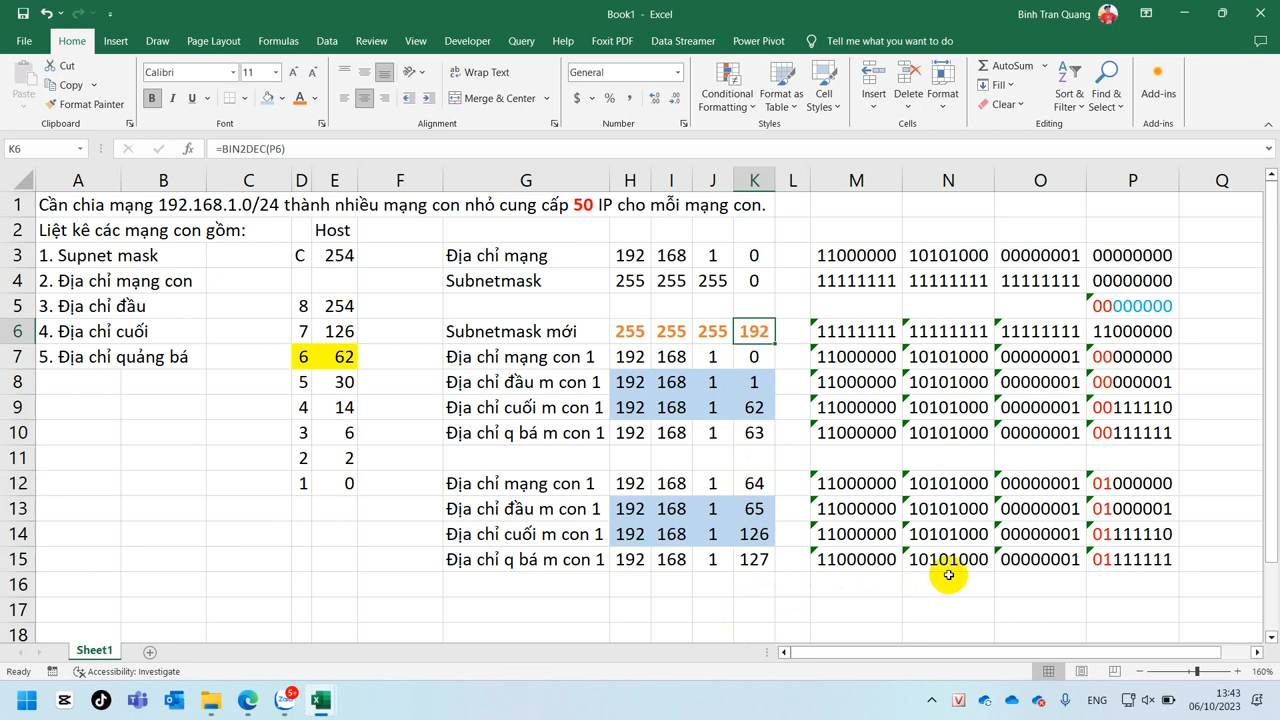 Book1 - Excel
Binh Tran Quang
File Home Insert Draw Page Layout Formulas Data Review View Developer Query Help Foxit PDF Data Streamer Power Pivot Tell me what you want to do
Paste
Cut
Copy
Format Painter
Calibri 11
B I U
Wrap Text
Merge & Center
General
$ % ,
Conditional Formatting
Format as Table
Cell Styles
Insert
Delete
Format
AutoSum
Fill
Clear
Sort & Filter
Find & Select
Add-ins
Clipboard Font Alignment Number Styles Cells Editing Add-ins
K6 fx =BIN2DEC(P6)
A B C D E F G H I J K L M N O P Q
1 Cần chia mạng 192.168.1.0/24 thành nhiều mạng con nhỏ cung cấp 50 IP cho mỗi mạng con.
2 Liệt kê các mạng con gồm: Host
3 1. Supnet mask C 254 Địa chỉ mạng 192 168 1 0 11000000 10101000 00000001 00000000
4 2. Địa chỉ mạng con Subnetmask 255 255 255 0 11111111 11111111 11111111 00000000
5 3. Địa chỉ đầu 8 254 00000000
6 4. Địa chỉ cuối 7 126 Subnetmask mới 255 255 255 192 11111111 11111111 11111111 11000000
7 5. Địa chỉ quảng bá 6 62 Địa chỉ mạng con 1 192 168 1 0 11000000 10101000 00000001 00000000
8 5 30 Địa chỉ đầu m con 1 192 168 1 1 11000000 10101000 00000001 00000001
9 4 14 Địa chỉ cuối m con 1 192 168 1 62 11000000 10101000 00000001 00111110
10 3 6 Địa chỉ q bá m con 1 192 168 1 63 11000000 10101000 00000001 00111111
11 2 2
12 1 0 Địa chỉ mạng con 1 192 168 1 64 11000000 10101000 00000001 01000000
13 Địa chỉ đầu m con 1 192 168 1 65 11000000 10101000 00000001 01000001
14 Địa chỉ cuối m con 1 192 168 1 126 11000000 10101000 00000001 01111110
15 Địa chỉ q bá m con 1 192 168 1 127 11000000 10101000 00000001 01111111
16
17
18
Sheet1
Ready Accessibility: Investigate 160%
Zalo 5+
ENG
13:43
06/10/2023